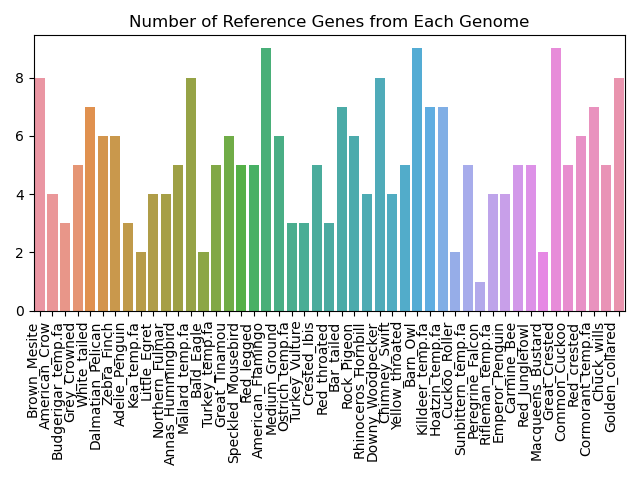 Number of Reference Genes from Each Genome
8
6
4
2
0
Brown_Mesite
American_Crow
Budgerigar_temp.fa
Grey_Crowned
White_tailed
Dalmatian_Pelican
Zebra_Finch
Adelie_Penguin
Kea_temp.fa
Little_Egret
Northern_Fulmar
Annas_Hummingbird
Mallard_temp.fa
Bald_Eagle
Turkey_temp.fa
Great_Tinamou
Speckled_Mousebird
Red_legged
American_Flamingo
Medium_Ground
Ostrich_temp.fa
Turkey_Vulture
Crested_Ibis
Red_throated
Bar_tailed
Rock_Pigeon
Rhinoceros_Hornbill
Downy_Woodpecker
Chimney_Swift
Yellow_throated
Barn_Owl
Killdeer_temp.fa
Hoatzin_temp.fa
Cuckoo_Roller
Sunbittern_temp.fa
Peregrine_Falcon
Rifleman_temp.fa
Emperor_Penguin
Carmine_Bee
Red_Junglefowl
Macqueens_Bustard
Great_Crested
Common_Cuckoo
Red_crested
Cormorant_temp.fa
Chuck_wills
Golden_collared